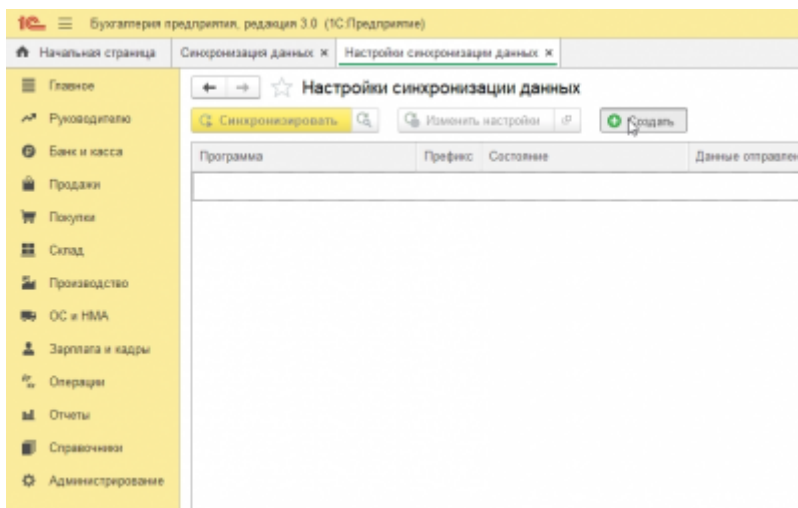 1С Бухгалтерия предприятия, редакция 3.0 (1С:Предприятие)
Начальная страница Синхронизация данных × Настройки синхронизации данных ×
Главное
Настройки синхронизации данных
Руководителю
Синхронизировать Изменить настройки Создать
Банк и касса
Программа Префикс Состояние Данные отправлен
Продажи
Покупки
Склад
Производство
ОС и НМА
Зарплата и кадры
Операции
Отчеты
Справочники
Администрирование